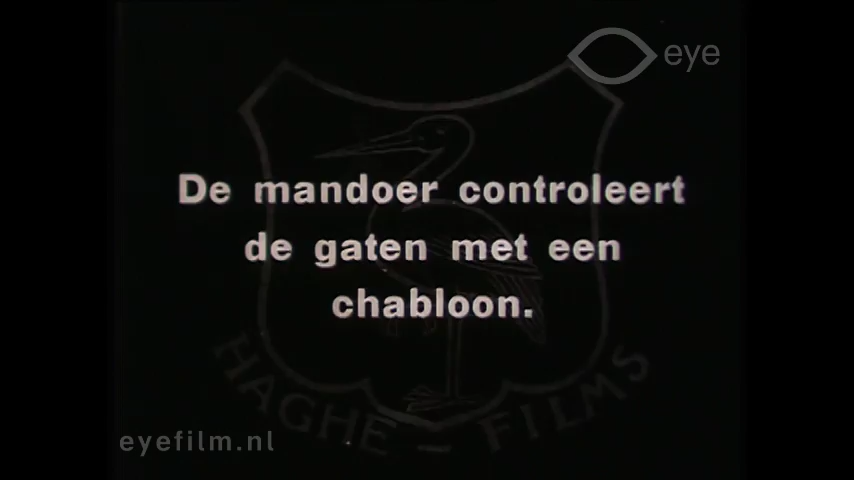 eye
De mandoer controleert
de gaten met een
chabloon.
HAGHE - FILMS
eyefilm.nl